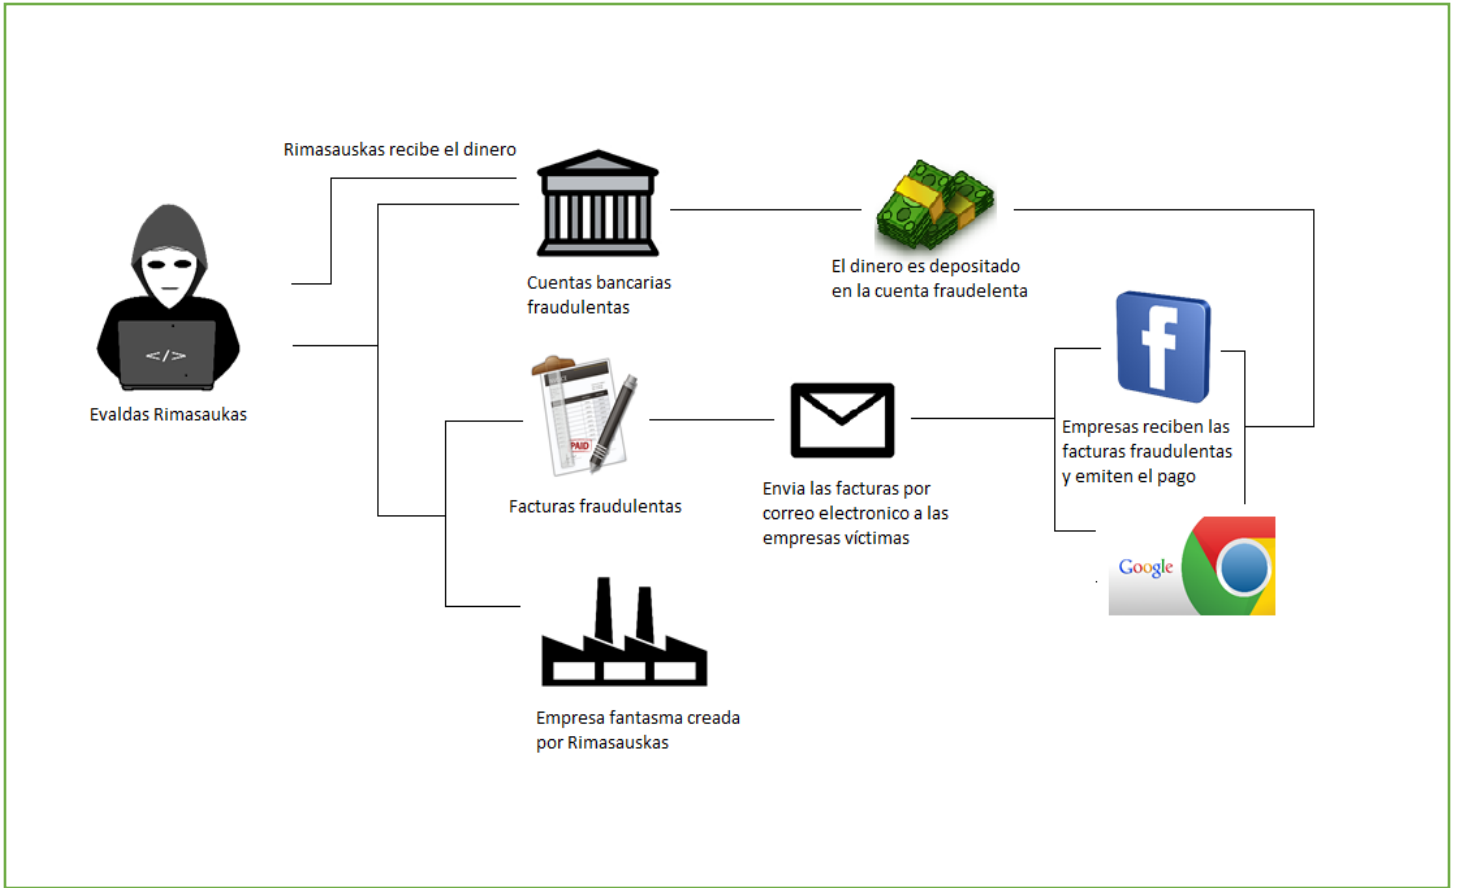 Rimasauskas recibe el dinero
Cuentas bancarias
fraudulentas
El dinero es depositado
en la cuenta fraudelenta
</>
Evaldas Rimasaukas
PAID
Facturas fraudulentas
Envia las facturas por
correo electronico a las
empresas víctimas
f
Empresas reciben las
facturas fraudulentas
y emiten el pago
Google
Empresa fantasma creada
por Rimasauskas